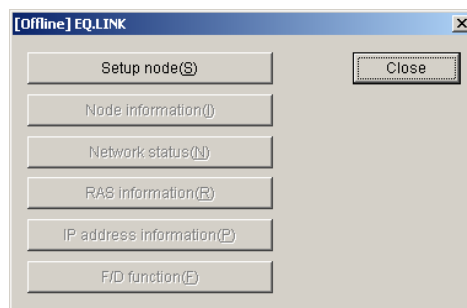 [Offline] EQ.LINK
Setup node(S)
Close
Node information(I)
Network status(N)
RAS information(R)
IP address information(P)
F/D function(F)